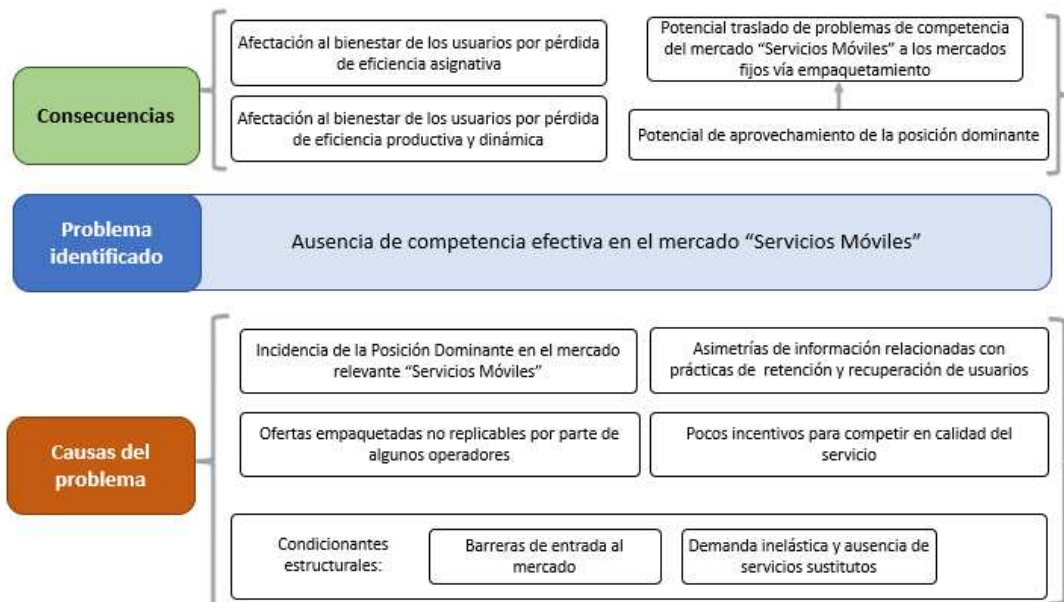 Consecuencias
Afectación al bienestar de los usuarios por pérdida
de eficiencia asignativa
Potencial traslado de problemas de competencia
del mercado “Servicios Móviles” a los mercados
fijos vía empaquetamiento
Afectación al bienestar de los usuarios por pérdida
de eficiencia productiva y dinámica
Potencial de aprovechamiento de la posición dominante
Problema
identificado
Ausencia de competencia efectiva en el mercado “Servicios Móviles”
Causas del
problema
Incidencia de la Posición Dominante en el mercado
relevante “Servicios Móviles”
Asimetrías de información relacionadas con
prácticas de retención y recuperación de usuarios
Ofertas empaquetadas no replicables por parte de
algunos operadores
Pocos incentivos para competir en calidad del
servicio
Condicionantes
estructurales:
Barreras de entrada al
mercado
Demanda inelástica y ausencia de
servicios sustitutos